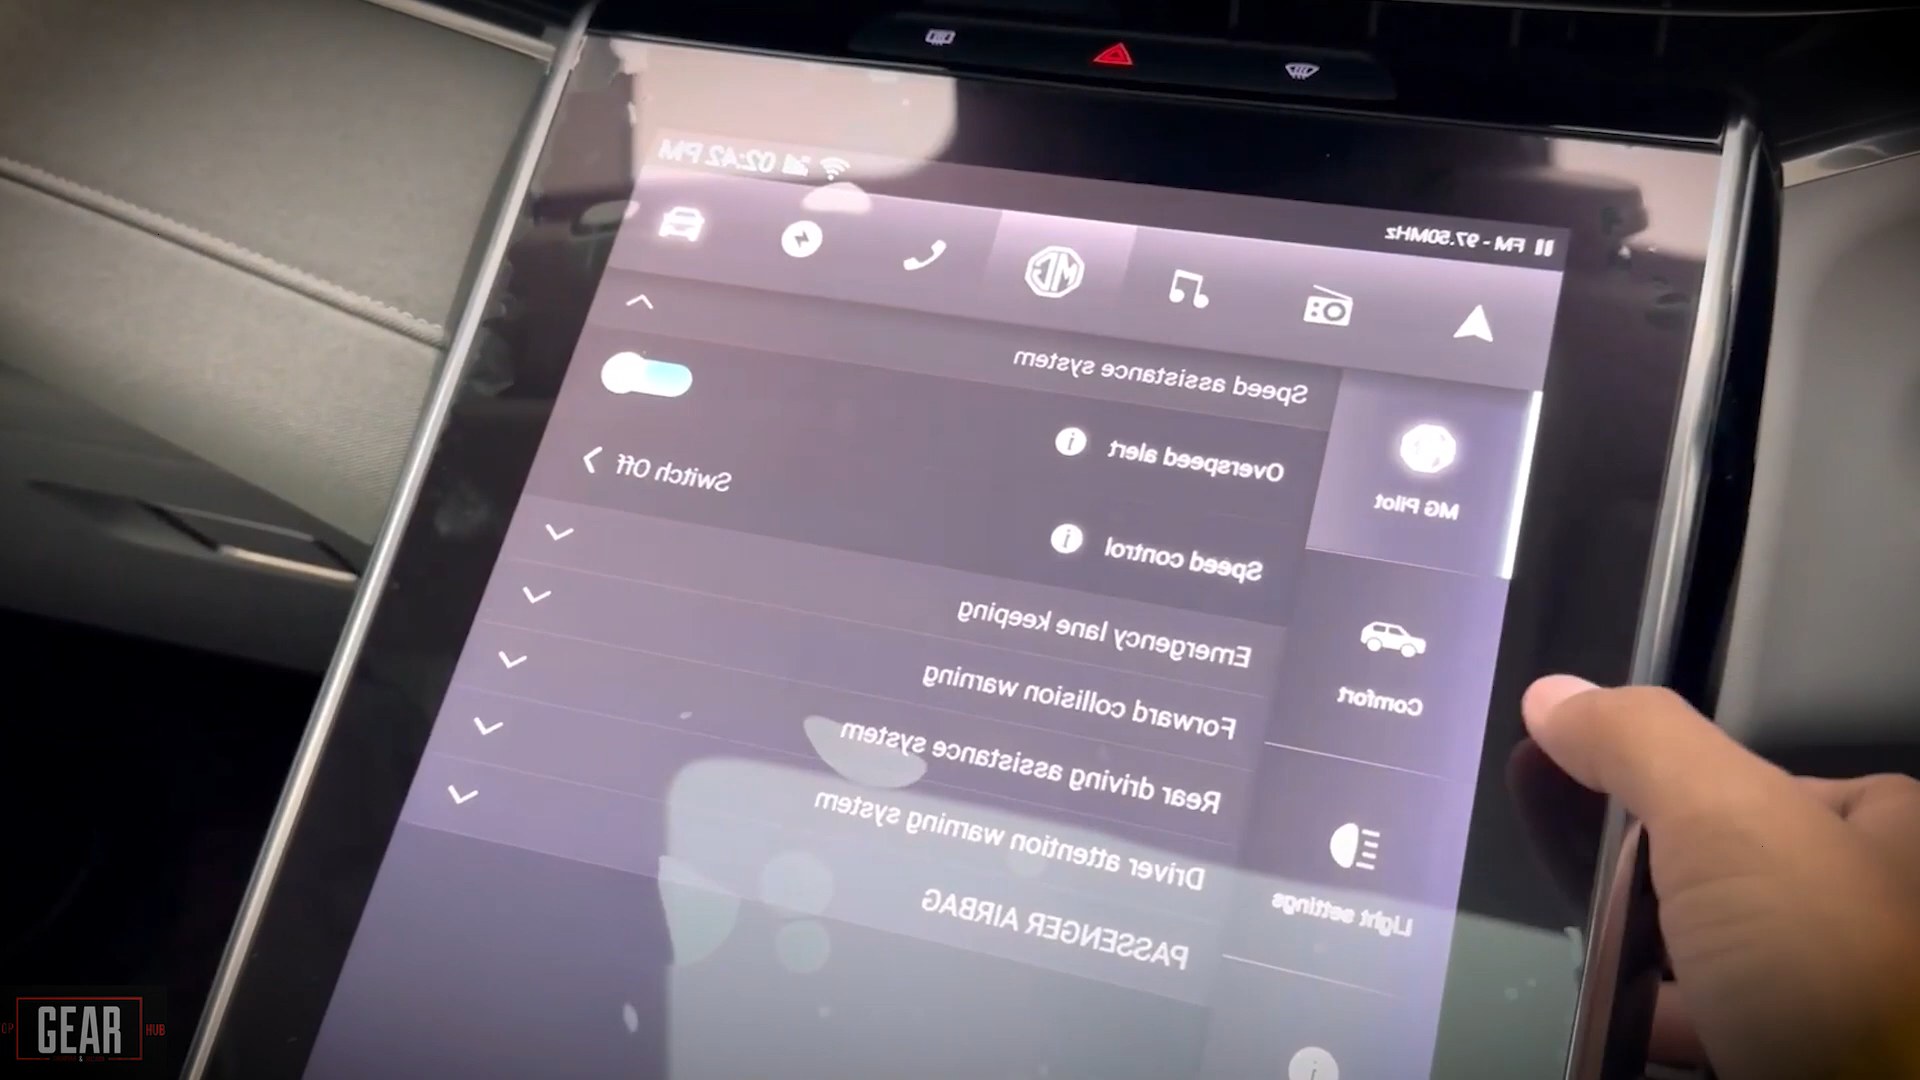 FM - 97.50MHz
02:42 PM
MG
Speed assistance system
MG Pilot
Overspeed alert
Speed control
Switch Off
Comfort
Emergency lane keeping
Forward collision warning
Rear driving assistance system
Driver attention warning system
Light settings
PASSENGER AIRBAG
GEAR
HUB